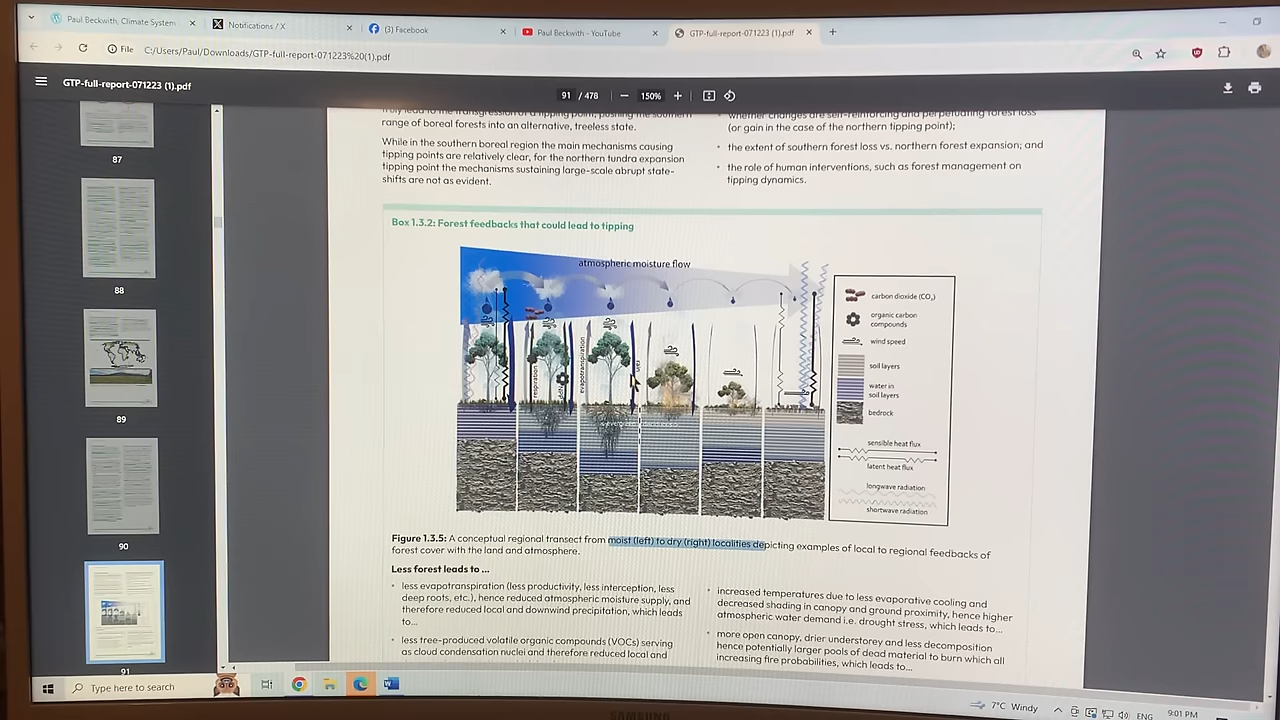 Paul Beckwith, Climate System
Notifications / X
(3) Facebook
Paul Beckwith - YouTube
GTP-full-report-071223 (1).pdf
File
C:/Users/Paul/Downloads/GTP-full-report-071223%20(1).pdf
GTP-full-report-071223 (1).pdf
91 / 478
150%
87
88
89
90
91
range of boreal forests into an alternative, treeless state.
While in the southern boreal region the main mechanisms causing
tipping points are relatively clear, for the northern tundra expansion
tipping point the mechanisms sustaining large-scale abrupt state-
shifts are not as evident.
whether changes are self-reinforcing and perpetuating forest loss
(or gain in the case of the northern tipping point);
• the extent of southern forest loss vs. northern forest expansion; and
• the role of human interventions, such as forest management on
tipping dynamics.
Box 1.3.2: Forest feedbacks that could lead to tipping
atmospheric moisture flow
respiration
evapotranspiration
carbon dioxide (CO₂)
organic carbon
compounds
wind speed
soil layers
water in
soil layers
bedrock
sensible heat flux
latent heat flux
longwave radiation
shortwave radiation
Figure 1.3.5: A conceptual regional transect from moist (left) to dry (right) localities depicting examples of local to regional feedbacks of
forest cover with the land and atmosphere.
Less forest leads to ...
• less evapotranspiration (less productivity, less interception, less
deep roots, etc.), hence reduced atmospheric moisture supply, and
therefore reduced local and downwind precipitation, which leads
to...
• less tree-produced volatile organic compounds (VOCs) serving
as cloud condensation nuclei and therefore reduced local and
• increased temperatures due to less evaporative cooling and
decreased shading in canopy and ground proximity, hence higher
atmospheric water demand i.e. drought stress, which leads to...
• more open canopy, drier understorey and less decomposition
hence potentially larger pools of dead material to burn which all
increasing fire probabilities, which leads to...
Type here to search
7°C Windy
ENG
9:01 PM
SAMSUNG